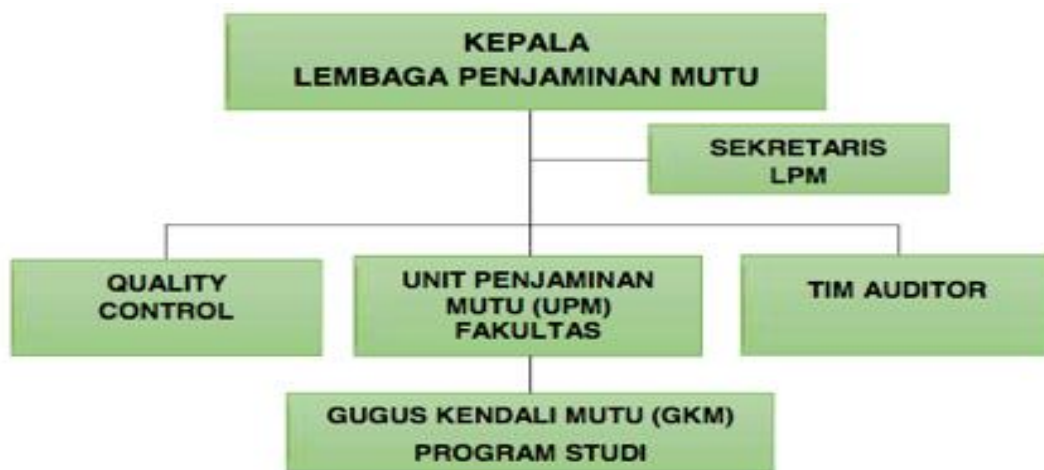 KEPALA
LEMBAGA PENJAMINAN MUTU
SEKRETARIS
LPM
QUALITY
CONTROL
UNIT PENJAMINAN
MUTU (UPM)
FAKULTAS
TIM AUDITOR
GUGUS KENDALI MUTU (GKM)
PROGRAM STUDI